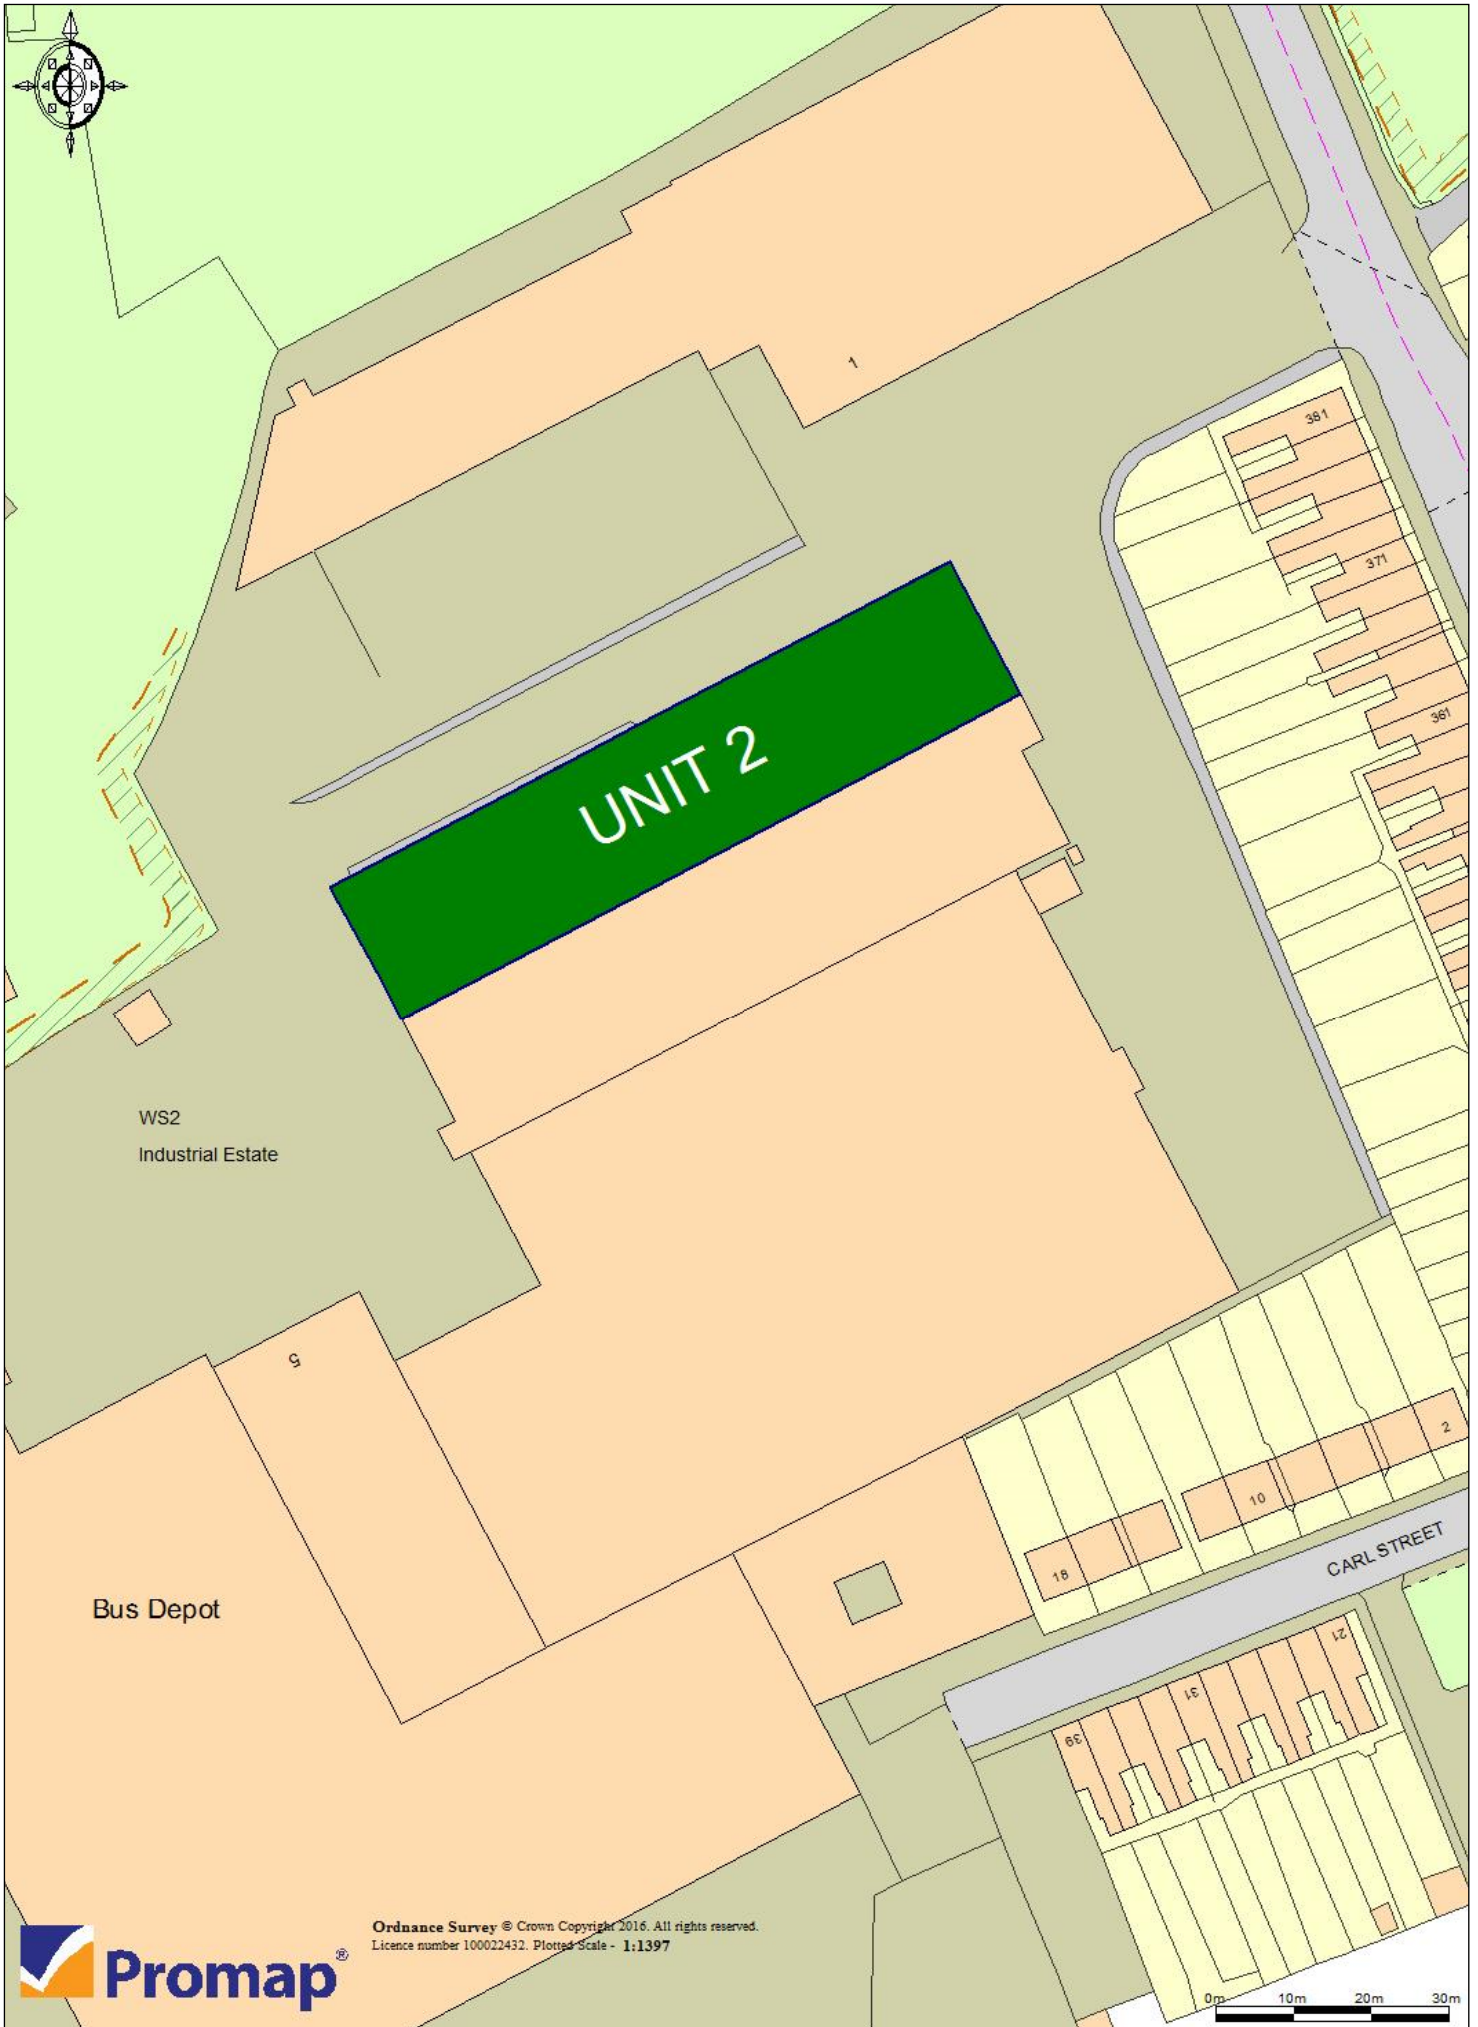 1
381
371
361
UNIT 2
WS2
Industrial Estate
5
2
10
18
CARL STREET
Bus Depot
21
31
39
Ordnance Survey © Crown Copyright 2016. All rights reserved.
Licence number 100022432. Plotted Scale - 1:1397
Promap®
0m 10m 20m 30m